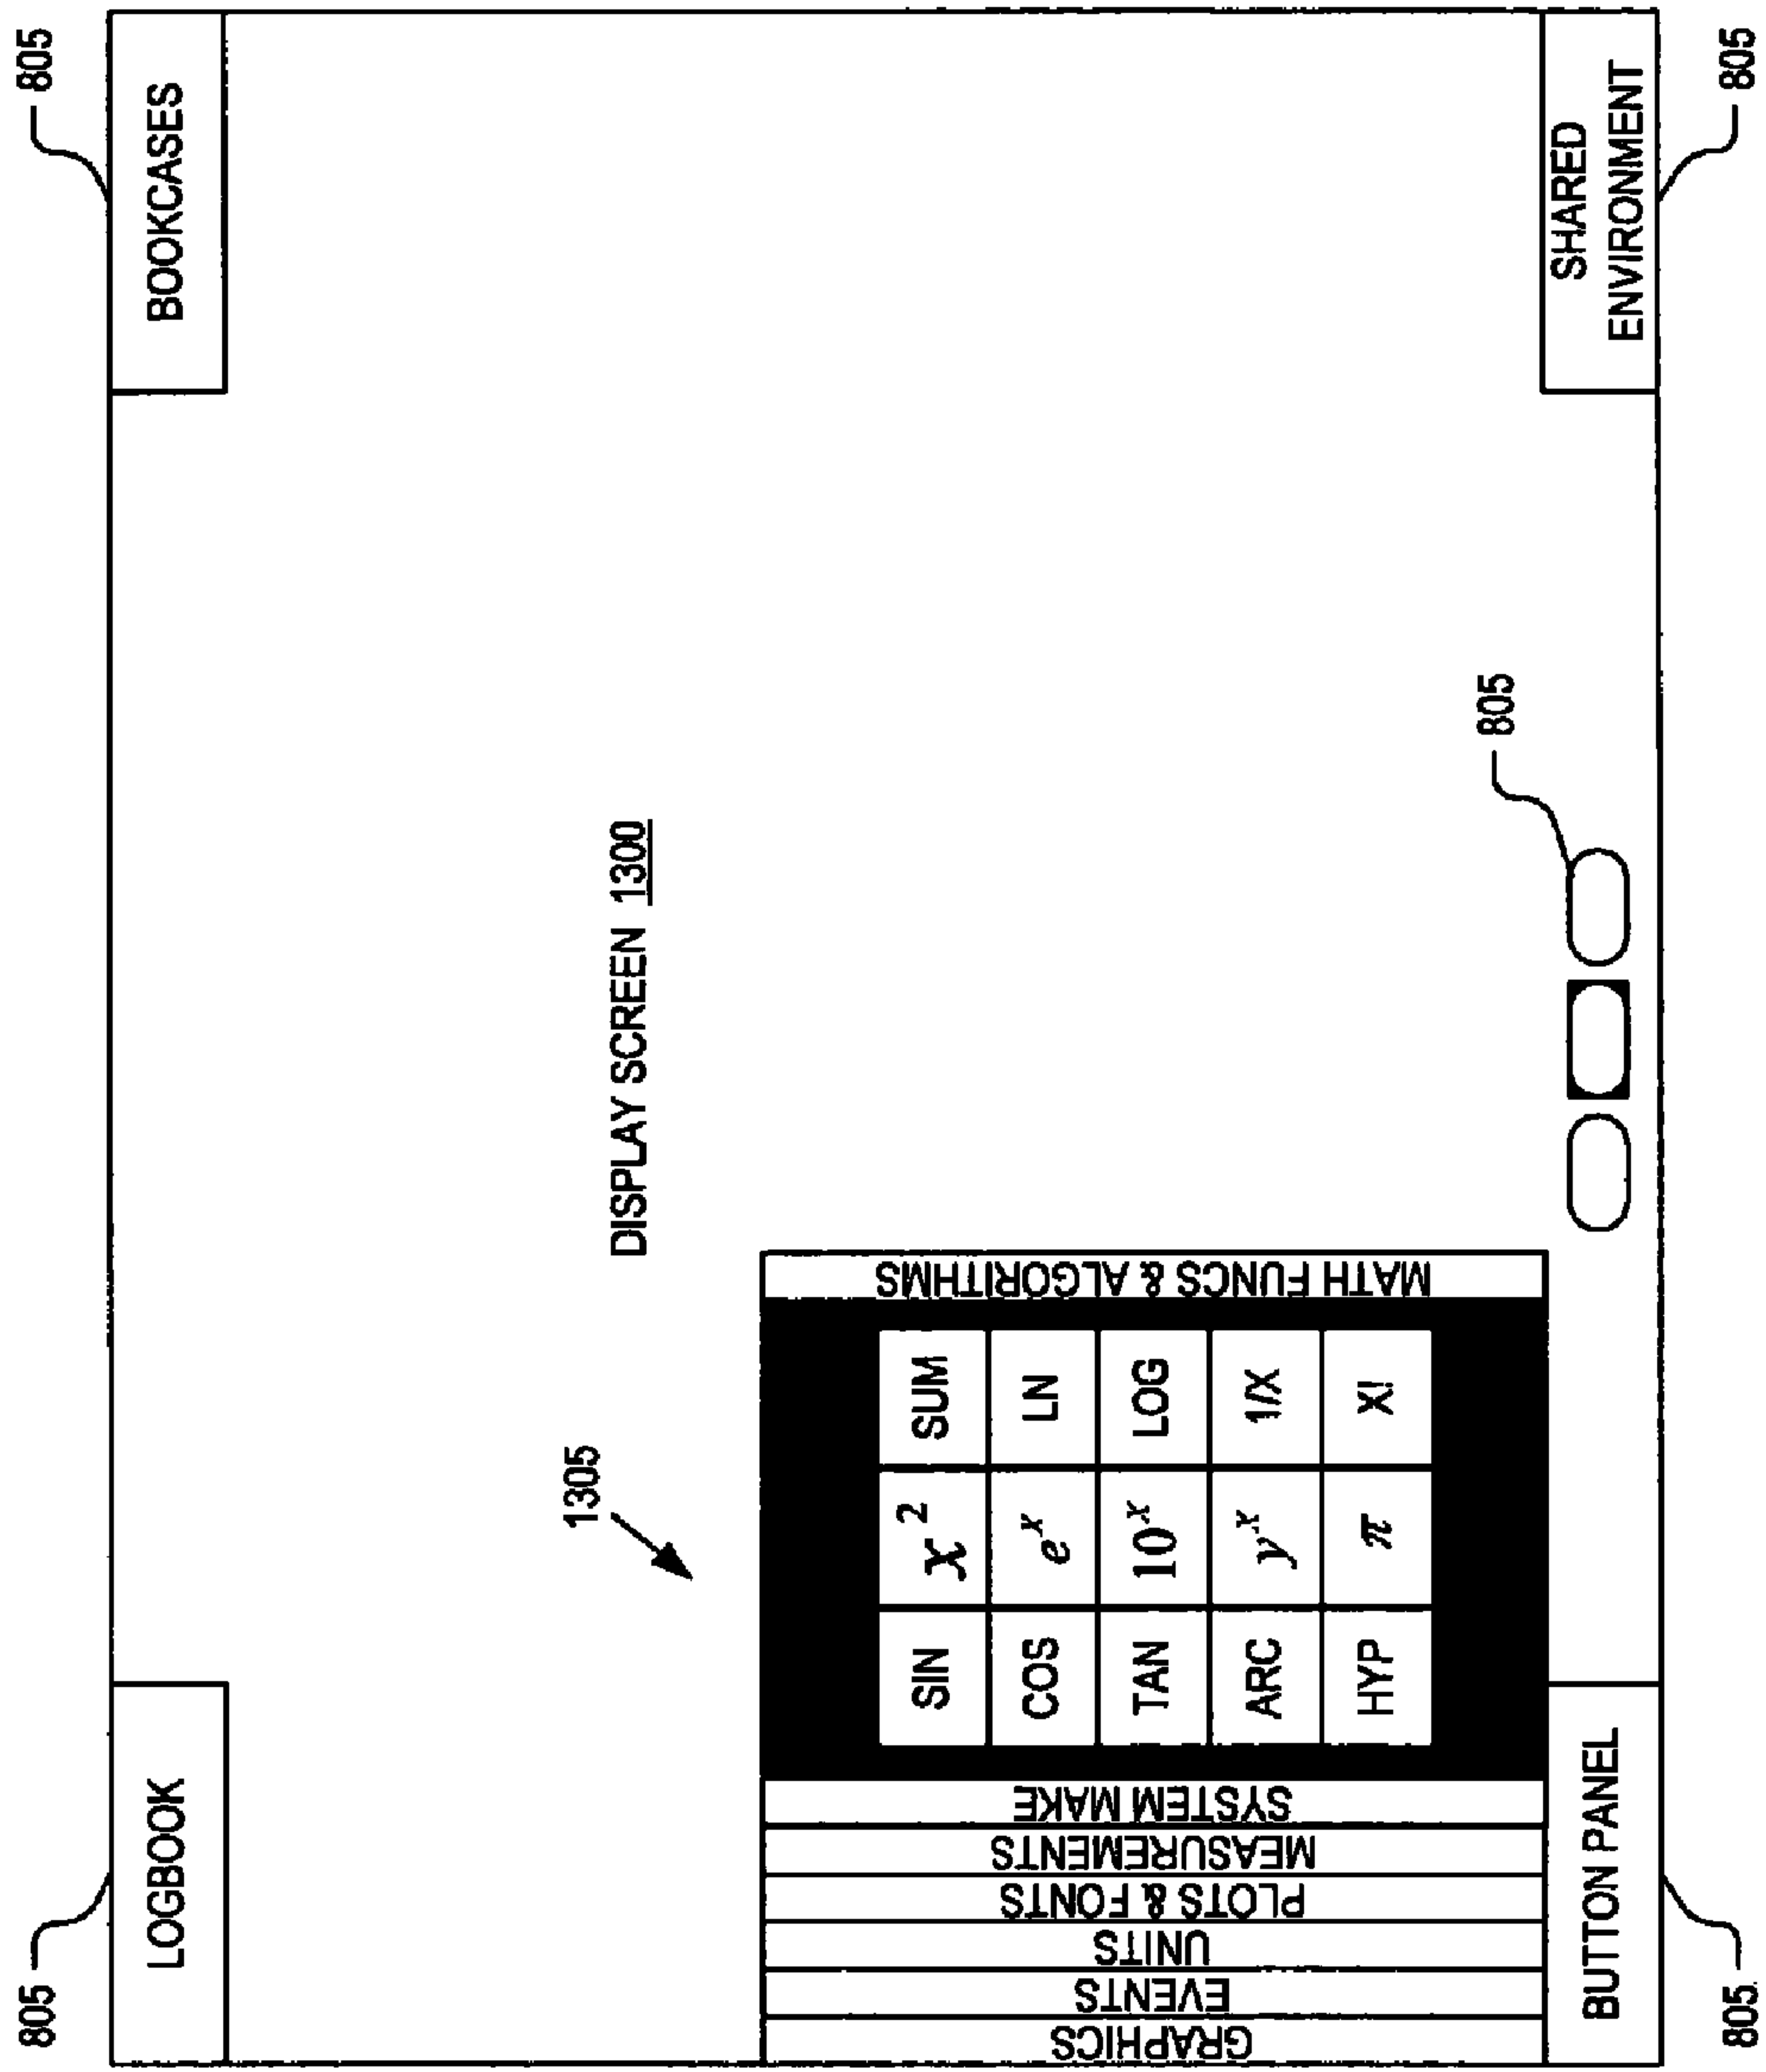 805
805
LOGBOOK
BOOKCASES
DISPLAY SCREEN 1300
1305
GRAPHICS
EVENTS
UNITS
PLOTS & FONTS
MEASUREMENTS
SYSTEM MAKE
SIN x² SUM
COS eˣ LN
TAN 10ˣ LOG
ARC yˣ 1/X
HYP π X!
MATH FUNCS & ALGORITHMS
805
BUTTON PANEL
SHARED
ENVIRONMENT
805
805